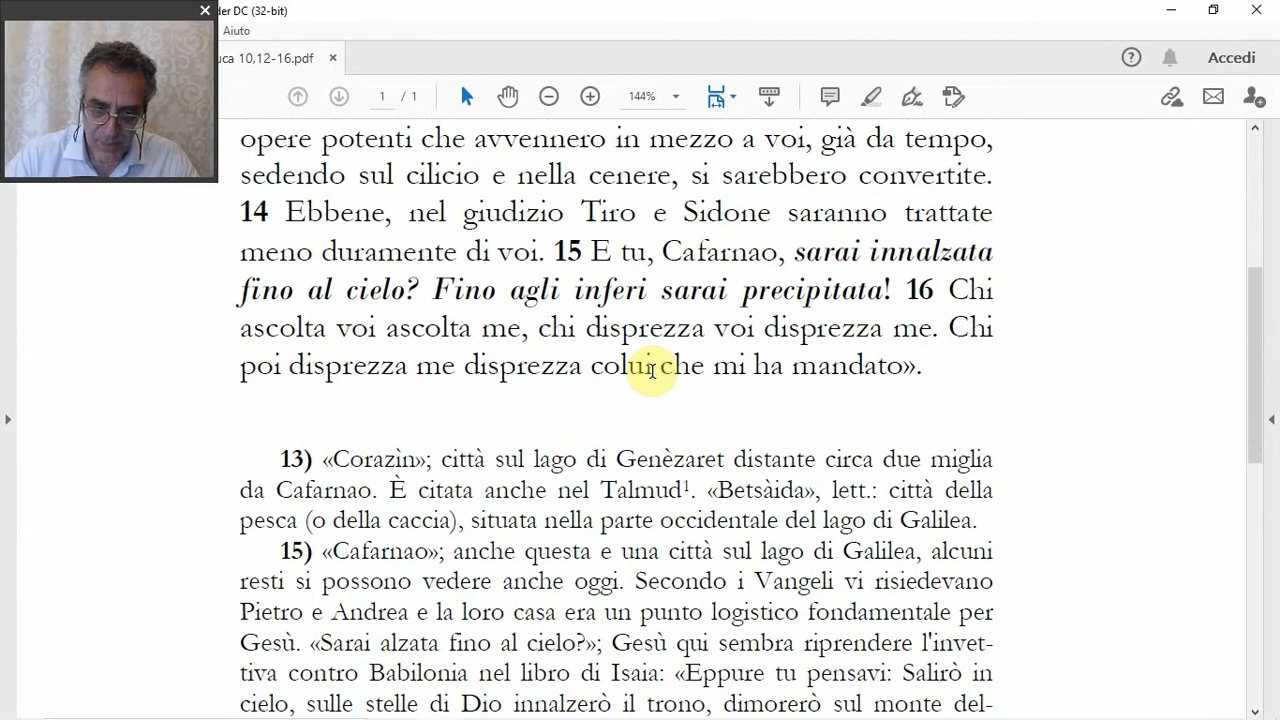 der DC (32-bit)
Aiuto
uca 10,12-16.pdf
Accedi
1 / 1
144%
opere potenti che avvennero in mezzo a voi, già da tempo,
sedendo sul cilicio e nella cenere, si sarebbero convertite.
14 Ebbene, nel giudizio Tiro e Sidone saranno trattate
meno duramente di voi. 15 E tu, Cafarnao, sarai innalzata
fino al cielo? Fino agli inferi sarai precipitata! 16 Chi
ascolta voi ascolta me, chi disprezza voi disprezza me. Chi
poi disprezza me disprezza colui che mi ha mandato».
13) «Corazìn»; città sul lago di Genèzaret distante circa due miglia
da Cafarnao. È citata anche nel Talmud¹. «Betsàida», lett.: città della
pesca (o della caccia), situata nella parte occidentale del lago di Galilea.
15) «Cafarnao»; anche questa e una città sul lago di Galilea, alcuni
resti si possono vedere anche oggi. Secondo i Vangeli vi risiedevano
Pietro e Andrea e la loro casa era un punto logistico fondamentale per
Gesù. «Sarai alzata fino al cielo?»; Gesù qui sembra riprendere l'invet-
tiva contro Babilonia nel libro di Isaia: «Eppure tu pensavi: Salirò in
cielo, sulle stelle di Dio innalzerò il trono, dimorerò sul monte del-